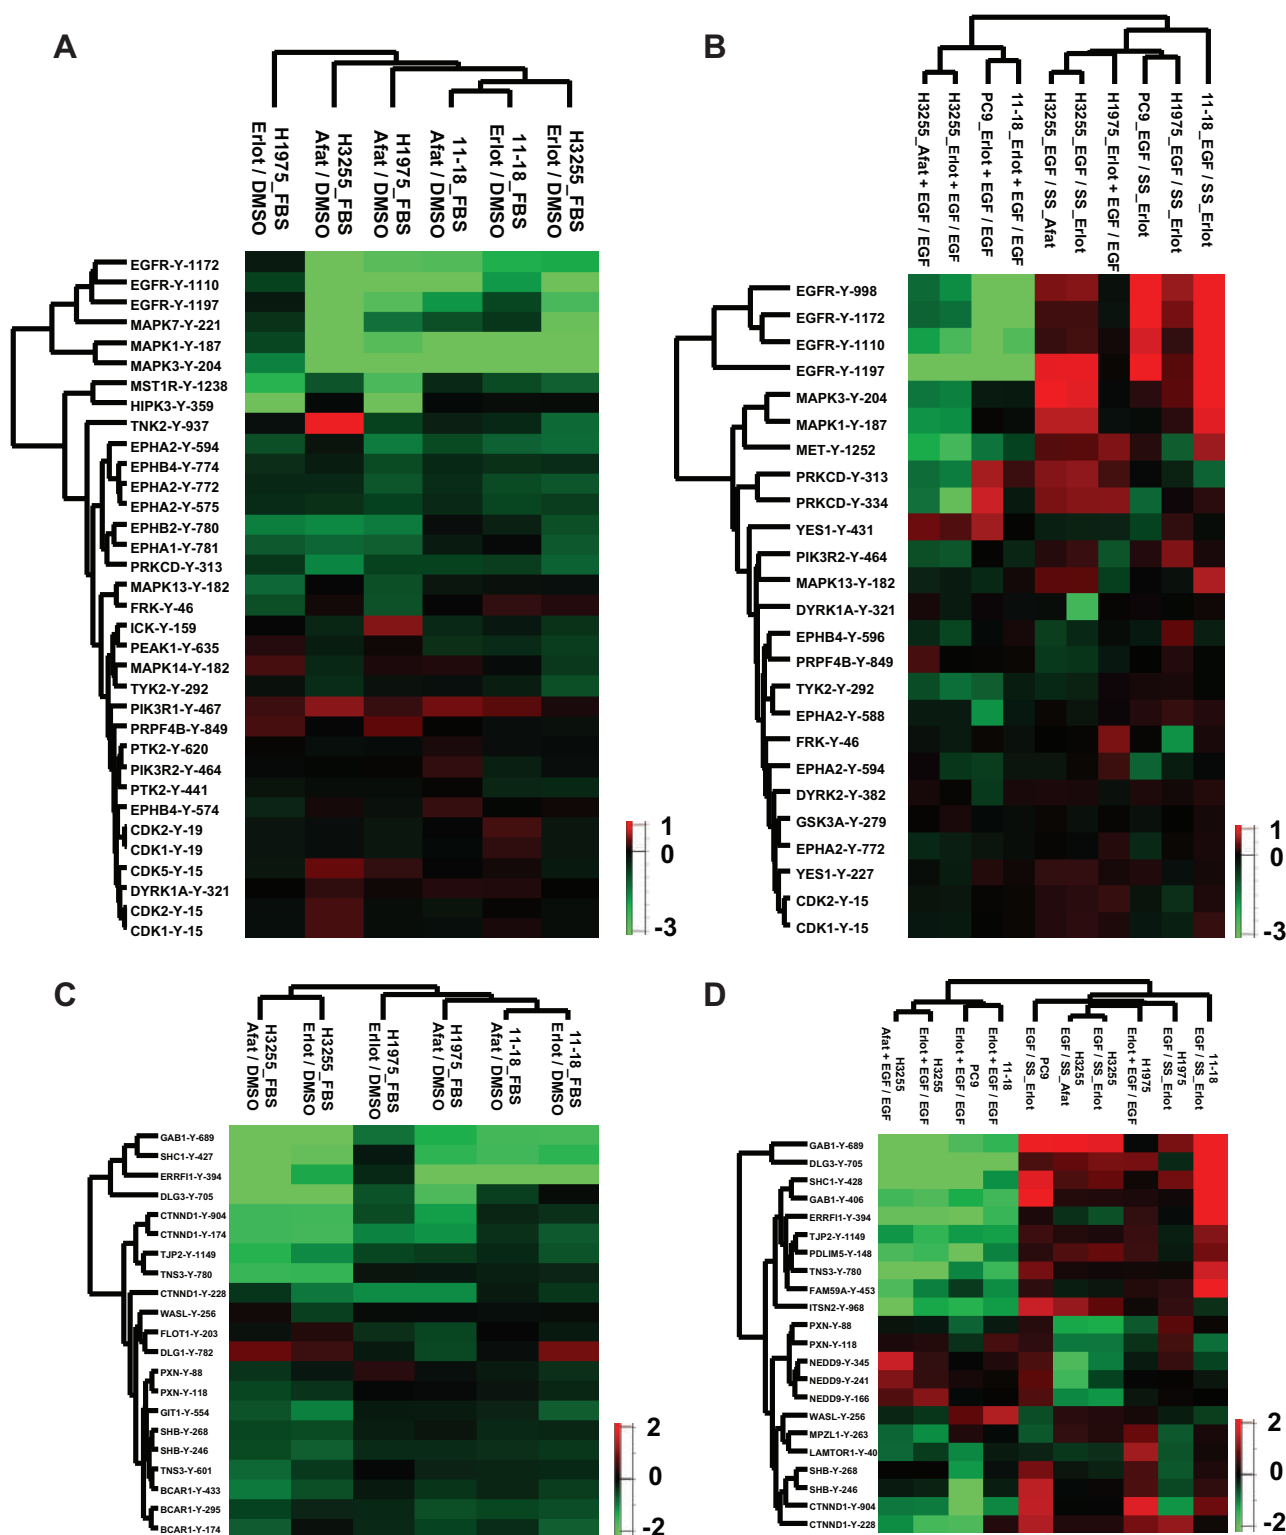 A
H1975_FBS
Erlot / DMSO
H3255_FBS
Afat / DMSO
H1975_FBS
Afat / DMSO
11-18_FBS
Afat / DMSO
11-18_FBS
Erlot / DMSO
H3255_FBS
Erlot / DMSO
EGFR-Y-1172
EGFR-Y-1110
EGFR-Y-1197
MAPK7-Y-221
MAPK1-Y-187
MAPK3-Y-204
MST1R-Y-1238
HIPK3-Y-359
TNK2-Y-937
EPHA2-Y-594
EPHB4-Y-774
EPHA2-Y-772
EPHA2-Y-575
EPHB2-Y-780
EPHA1-Y-781
PRKCD-Y-313
MAPK13-Y-182
FRK-Y-46
ICK-Y-159
PEAK1-Y-635
MAPK14-Y-182
TYK2-Y-292
PIK3R1-Y-467
PRPF4B-Y-849
PTK2-Y-620
PIK3R2-Y-464
PTK2-Y-441
EPHB4-Y-574
CDK2-Y-19
CDK1-Y-19
CDK5-Y-15
DYRK1A-Y-321
CDK2-Y-15
CDK1-Y-15
1
0
-3
B
H3255_Afat + EGF / EGF
H3255_Erlot + EGF / EGF
PC9_Erlot + EGF / EGF
11-18_Erlot + EGF / EGF
H3255_EGF / SS_Afat
H3255_EGF / SS_Erlot
H1975_Erlot + EGF / EGF
PC9_EGF / SS_Erlot
H1975_EGF / SS_Erlot
11-18_EGF / SS_Erlot
EGFR-Y-998
EGFR-Y-1172
EGFR-Y-1110
EGFR-Y-1197
MAPK3-Y-204
MAPK1-Y-187
MET-Y-1252
PRKCD-Y-313
PRKCD-Y-334
YES1-Y-431
PIK3R2-Y-464
MAPK13-Y-182
DYRK1A-Y-321
EPHB4-Y-596
PRPF4B-Y-849
TYK2-Y-292
EPHA2-Y-588
FRK-Y-46
EPHA2-Y-594
DYRK2-Y-382
GSK3A-Y-279
EPHA2-Y-772
YES1-Y-227
CDK2-Y-15
CDK1-Y-15
1
0
-3
C
H3255_FBS
Afat / DMSO
H3255_FBS
Erlot / DMSO
H1975_FBS
Erllot / DMSO
H1975_FBS
Afat / DMSO
11-18_FBS
Afat / DMSO
11-18_FBS
Erlot / DMSO
GAB1-Y-689
SHC1-Y-427
ERRFI1-Y-394
DLG3-Y-705
CTNND1-Y-904
CTNND1-Y-174
TJP2-Y-1149
TNS3-Y-780
CTNND1-Y-228
WASL-Y-256
FLOT1-Y-203
DLG1-Y-782
PXN-Y-88
PXN-Y-118
GIT1-Y-554
SHB-Y-268
SHB-Y-246
TNS3-Y-601
BCAR1-Y-433
BCAR1-Y-295
BCAR1-Y-174
2
0
-2
D
H3255
Afat + EGF / EGF
H3255
Erlot + EGF / EGF
PC9
Erlot + EGF / EGF
11-18
Erlot + EGF / EGF
PC9
EGF / SS_Erlot
H3255
EGF / SS_Afat
H3255
EGF / SS_Erlot
H1975
Erlot + EGF / EGF
H1975
EGF / SS_Erlot
11-18
EGF / SS_Erlot
GAB1-Y-689
DLG3-Y-705
SHC1-Y-428
GAB1-Y-406
ERRFI1-Y-394
TJP2-Y-1149
PDLIM5-Y-148
TNS3-Y-780
FAM59A-Y-453
ITSN2-Y-968
PXN-Y-88
PXN-Y-118
NEDD9-Y-345
NEDD9-Y-241
NEDD9-Y-166
WASL-Y-256
MPZL1-Y-263
LAMTOR1-Y-40
SHB-Y-268
SHB-Y-246
CTNND1-Y-904
CTNND1-Y-228
2
0
-2